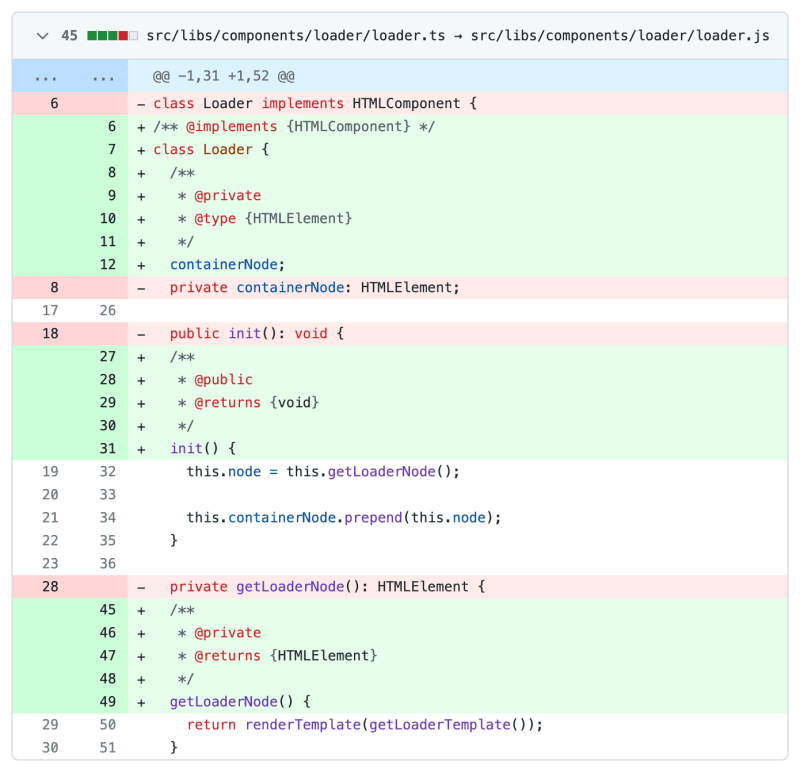 45 src/libs/components/loader/loader.ts → src/libs/components/loader/loader.js
... ... @@ -1,31 +1,52 @@
6 - class Loader implements HTMLComponent {
6 + /** @implements {HTMLComponent} */
7 + class Loader {
8 + /**
9 + * @private
10 + * @type {HTMLElement}
11 + */
12 + containerNode;
8 - private containerNode: HTMLElement;
17 26
18 - public init(): void {
27 + /**
28 + * @public
29 + * @returns {void}
30 + */
31 + init() {
19 32 this.node = this.getLoaderNode();
20 33
21 34 this.containerNode.prepend(this.node);
22 35 }
23 36
28 - private getLoaderNode(): HTMLElement {
45 + /**
46 + * @private
47 + * @returns {HTMLElement}
48 + */
49 + getLoaderNode() {
29 50 return renderTemplate(getLoaderTemplate());
30 51 }